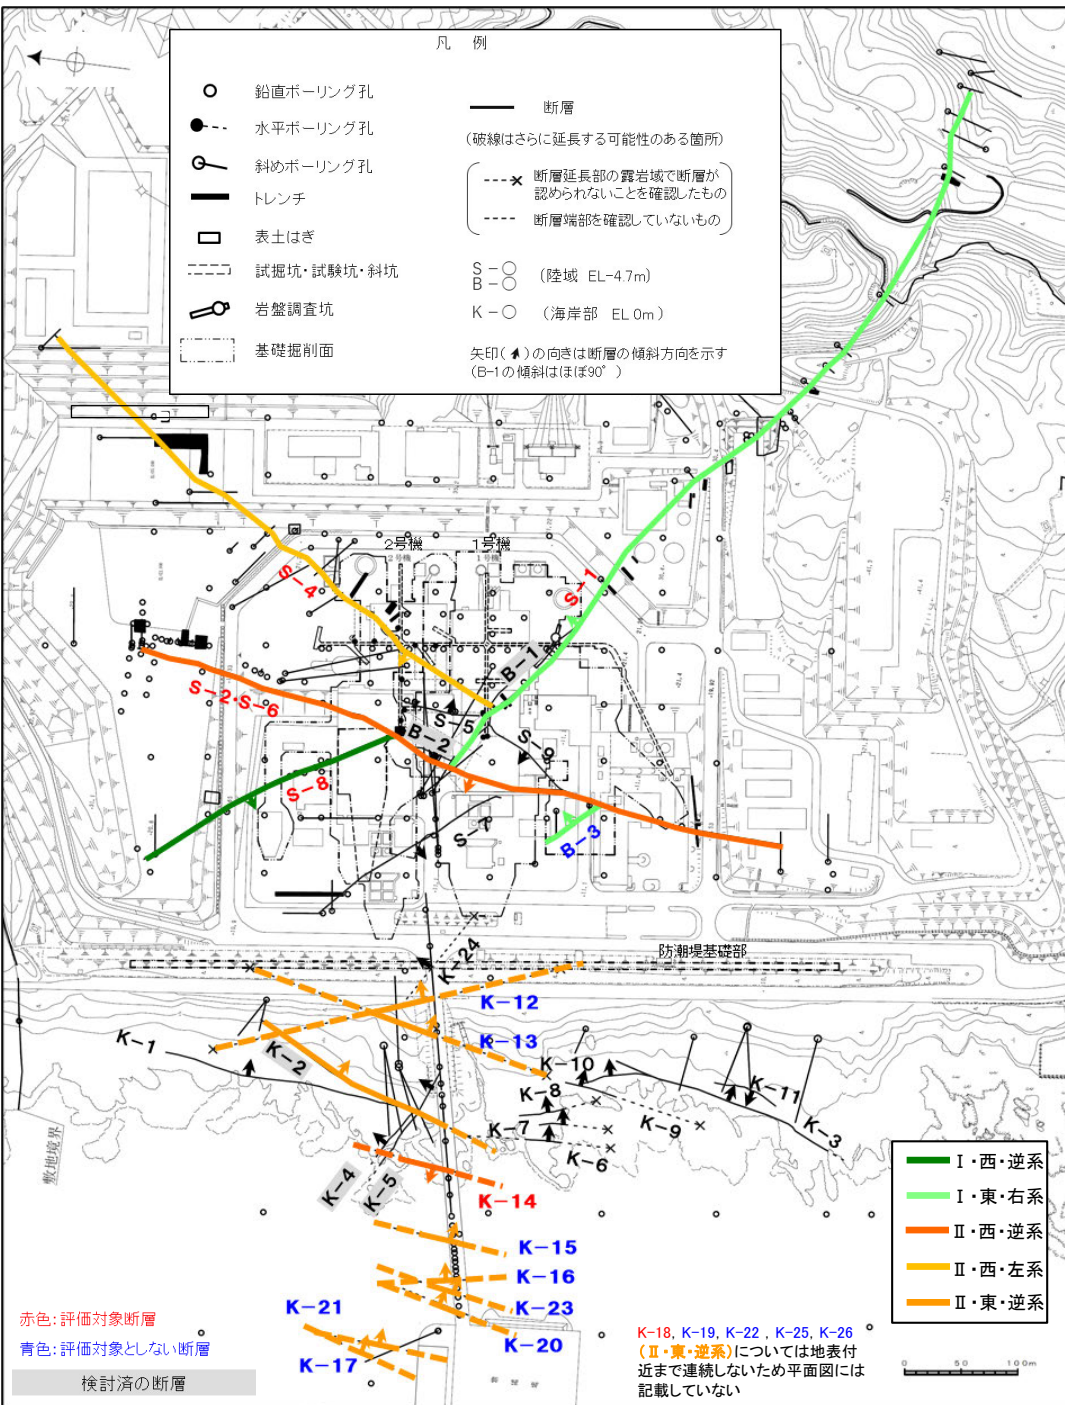 凡 例
鉛直ボーリング孔
水平ボーリング孔
斜めボーリング孔
トレンチ
表土はぎ
試掘坑・試験坑・斜坑
岩盤調査坑
基礎掘削面
断層
(破線はさらに延長する可能性のある箇所)
断層延長部の露岩域で断層が
認められないことを確認したもの
断層端部を確認していないもの
S-○
B-○
(陸域 EL-4.7m)
K-○ (海岸部 EL 0m)
矢印( )の向きは断層の傾斜方向を示す
(B-1の傾斜はほぼ90°)
2号機
1号機
2号機
1号機
S-4
S-1
B-1
S-2・S-6
S-5
B-2
S-9
S-8
S-7
B-3
K-24
防潮堤基礎部
K-12
K-13
K-1
K-2
K-10
K-8
K-11
K-7
K-9
K-3
K-6
K-4
K-5
K-14
敷地境界
K-15
K-16
K-21
K-23
K-20
K-17
I・西・逆系
I・東・右系
II・西・逆系
II・西・左系
II・東・逆系
赤色:評価対象断層
青色:評価対象としない断層
検討済の断層
K-18, K-19, K-22, K-25, K-26
(II・東・逆系)については地表付
近まで連続しないため平面図には
記載していない
0 50 100m